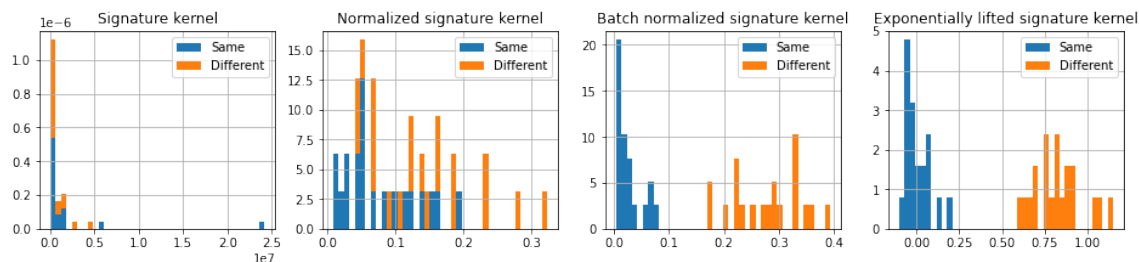 Signature kernel
1e−6
Same
Different
1.0
0.8
0.6
0.4
0.2
0.0
0.0 0.5 1.0 1.5 2.0 2.5
1e7
Normalized signature kernel
Same
Different
15.0
12.5
10.0
7.5
5.0
2.5
0.0
0.0 0.1 0.2 0.3
Batch normalized signature kernel
Same
Different
20
15
10
5
0
0.0 0.1 0.2 0.3 0.4
Exponentially lifted signature kernel
Same
Different
5
4
3
2
1
0
0.00 0.25 0.50 0.75 1.00